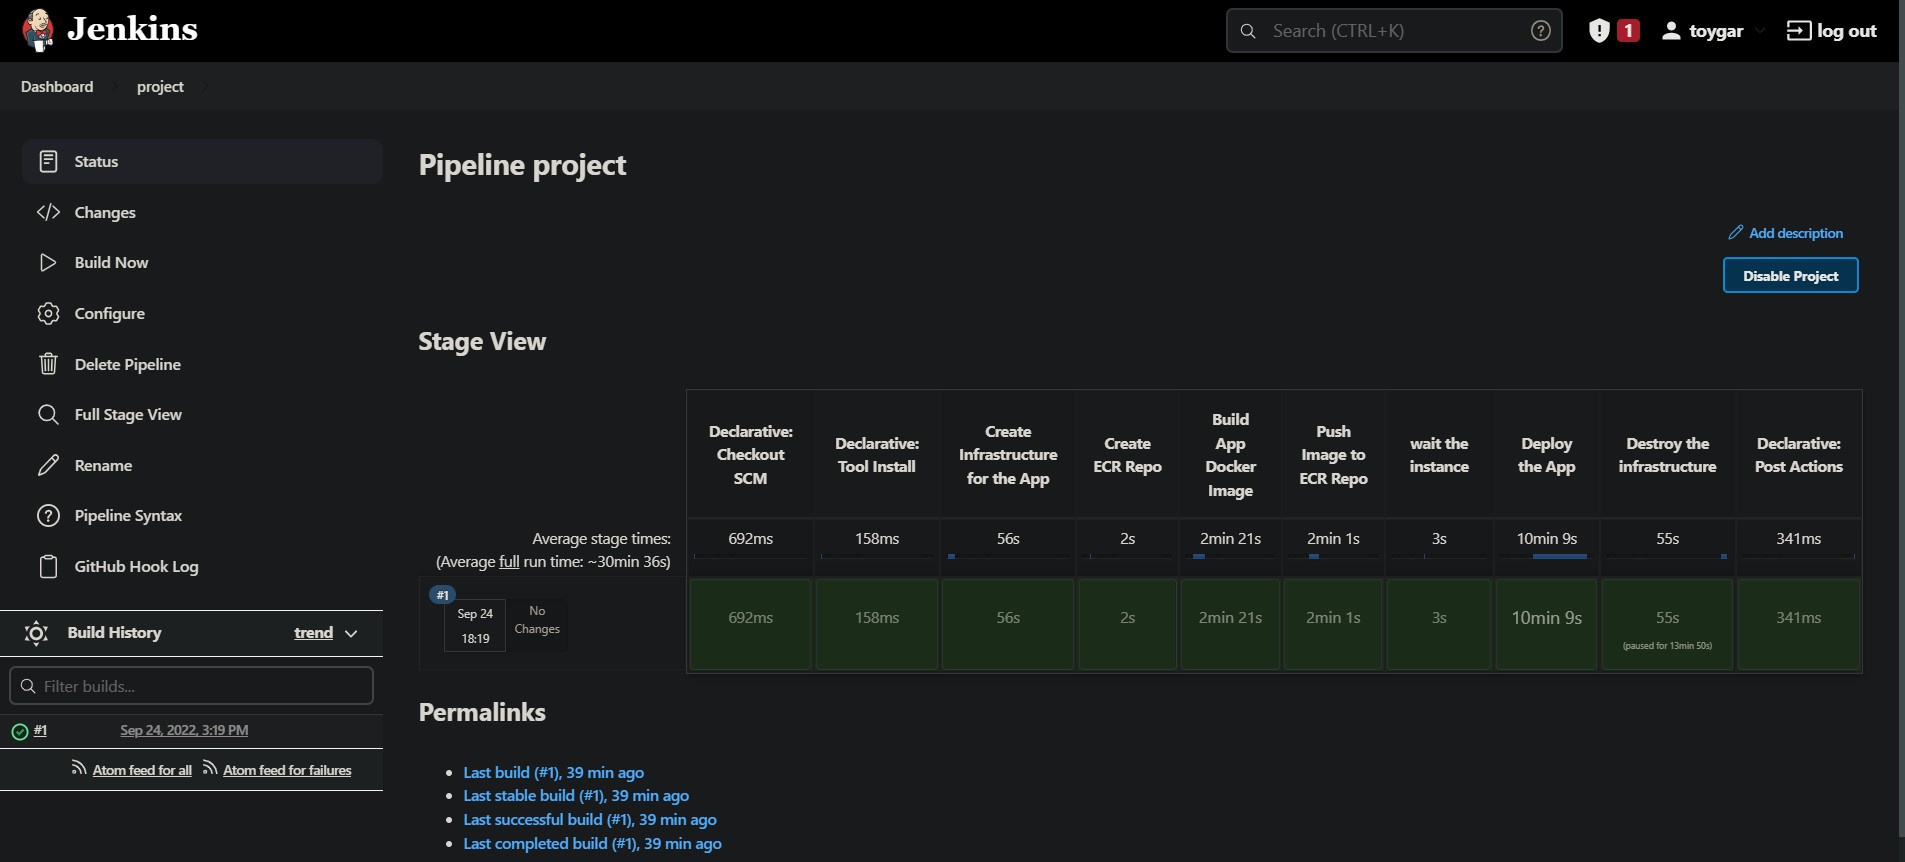 Jenkins
Search (CTRL+K)
?
1
toygar
log out
Dashboard
project
Status
Changes
Build Now
Configure
Delete Pipeline
Full Stage View
Rename
Pipeline Syntax
GitHub Hook Log
Build History
trend
Filter builds...
#1
Sep 24, 2022, 3:19 PM
Atom feed for all
Atom feed for failures
Pipeline project
Add description
Disable Project
Stage View
Declarative:
Checkout
SCM
Declarative:
Tool Install
Create
Infrastructure
for the App
Create
ECR Repo
Build
App
Docker
Image
Push
Image to
ECR Repo
wait the
instance
Deploy
the App
Destroy the
infrastructure
Declarative:
Post Actions
Average stage times:
(Average full run time: ~30min 36s)
692ms
158ms
56s
2s
2min 21s
2min 1s
3s
10min 9s
55s
341ms
#1
Sep 24
18:19
No
Changes
692ms
158ms
56s
2s
2min 21s
2min 1s
3s
10min 9s
55s
(paused for 13min 50s)
341ms
Permalinks
Last build (#1), 39 min ago
Last stable build (#1), 39 min ago
Last successful build (#1), 39 min ago
Last completed build (#1), 39 min ago